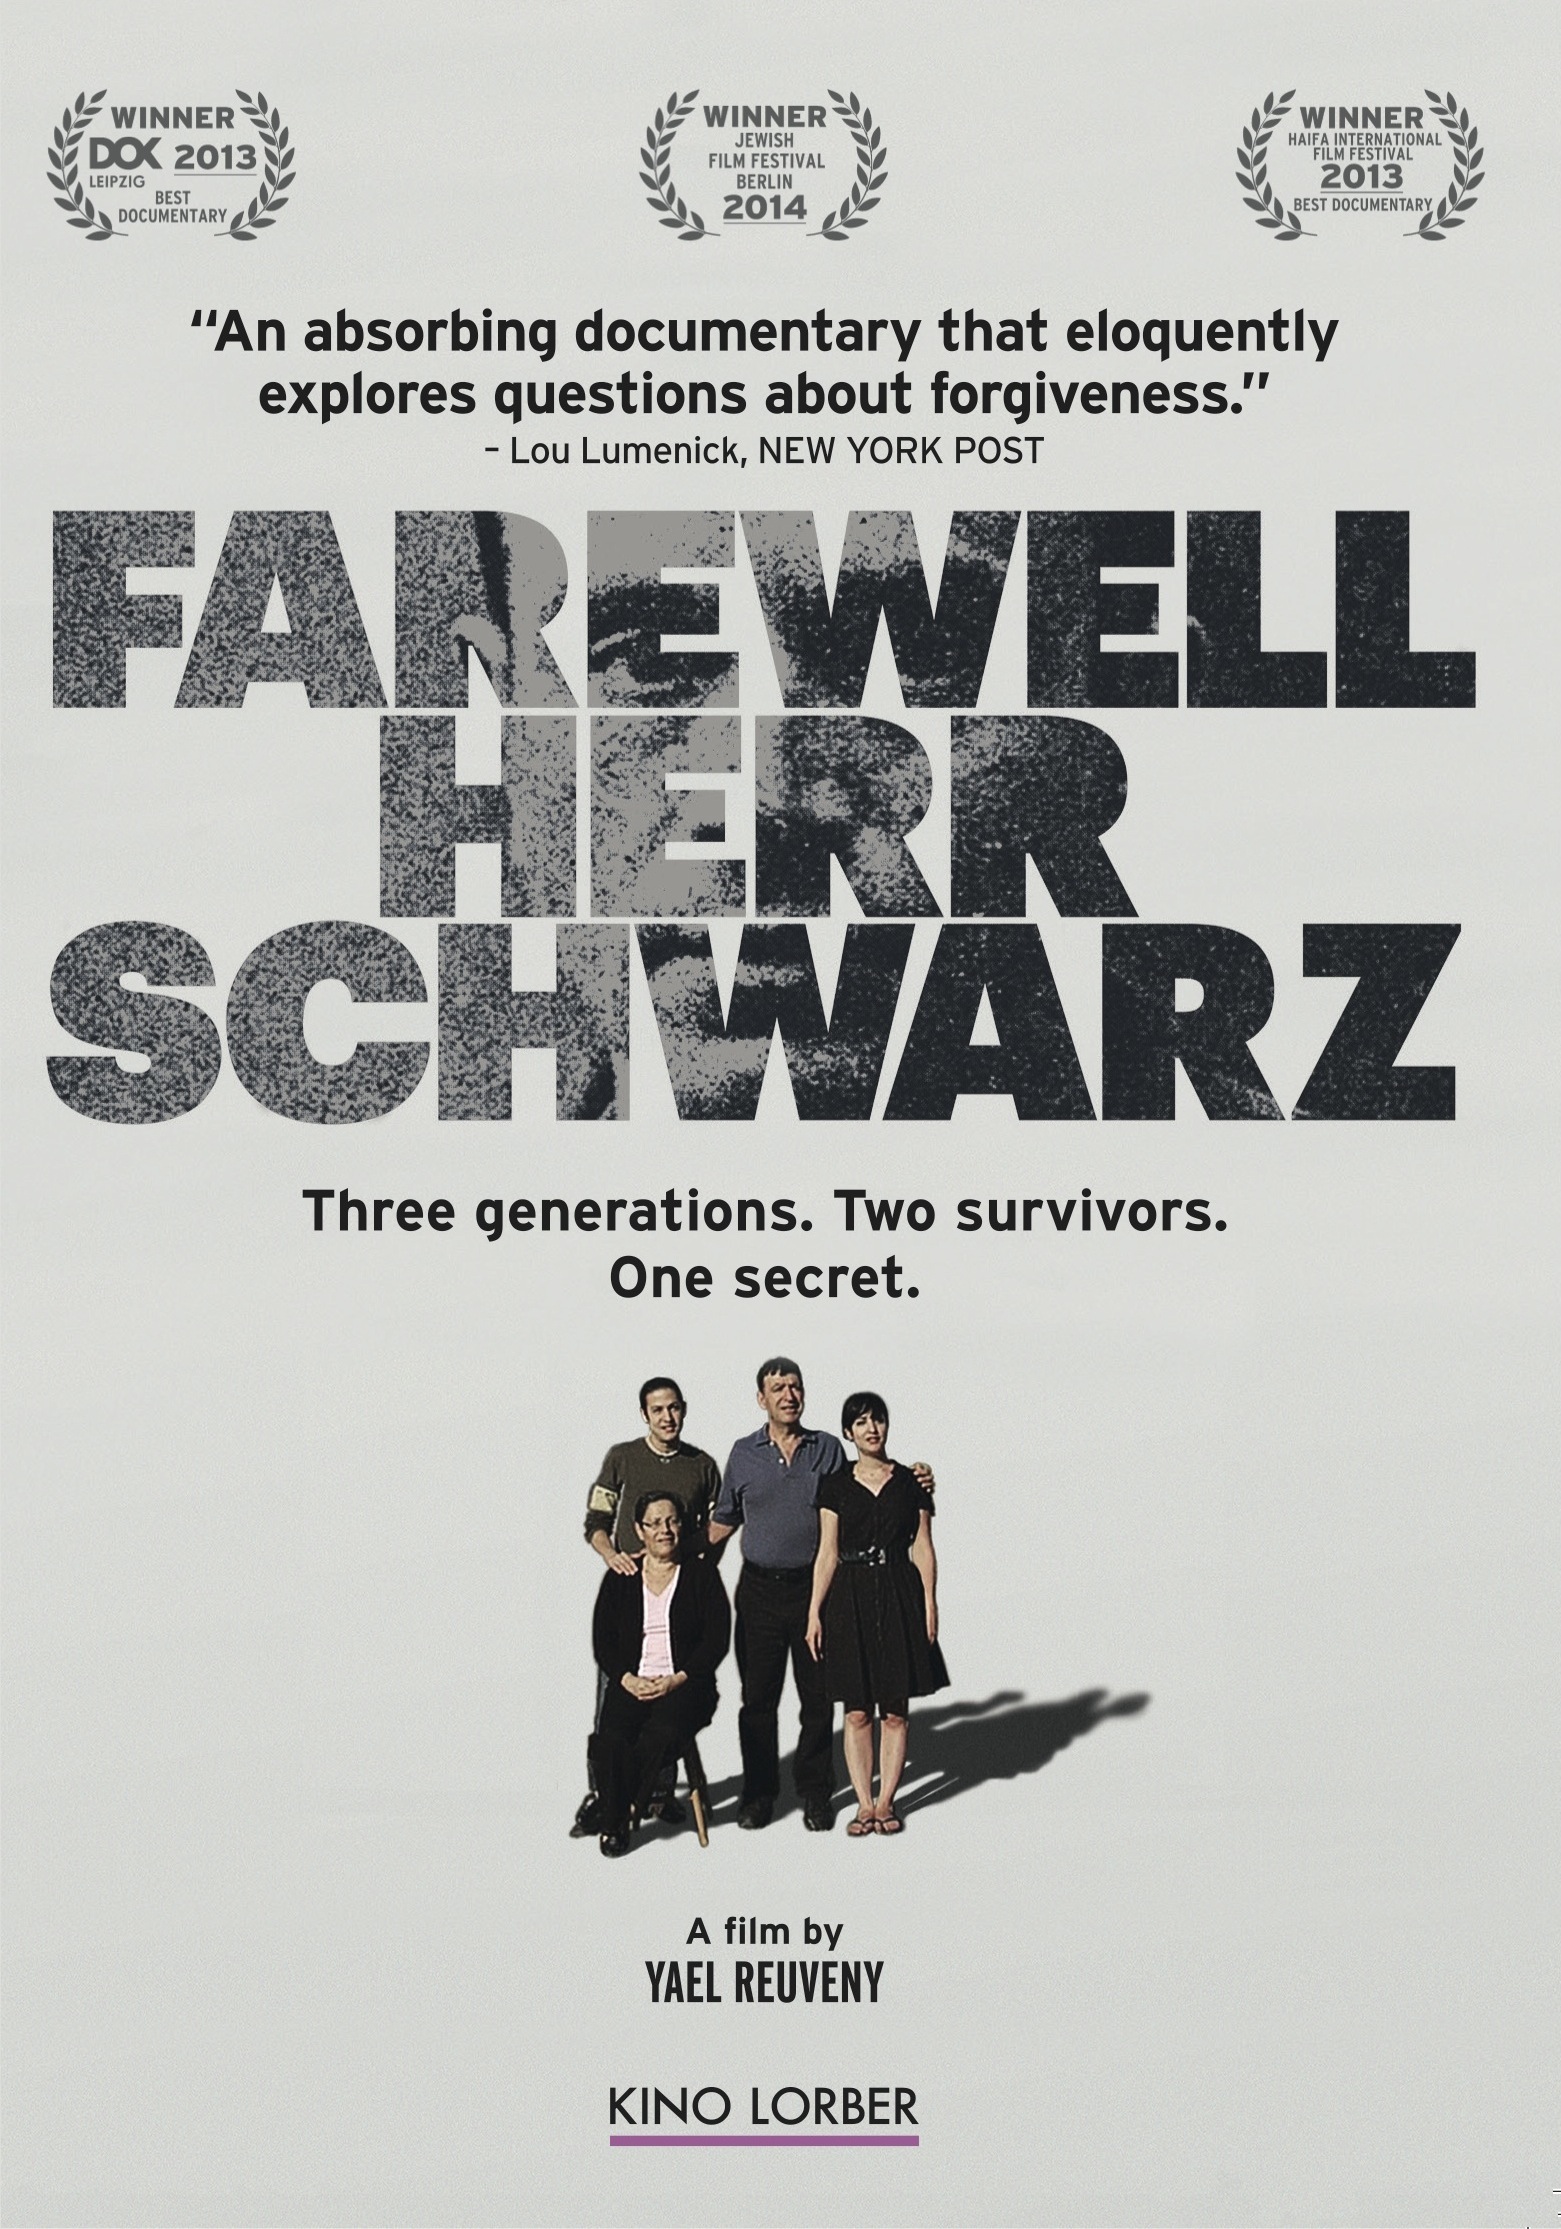 WINNER
DOK 2013
LEIPZIG
BEST
DOCUMENTARY
WINNER
JEWISH
FILM FESTIVAL
BERLIN
2014
WINNER
HAIFA INTERNATIONAL
FILM FESTIVAL
2013
BEST DOCUMENTARY
“An absorbing documentary that eloquently
explores questions about forgiveness.”
– Lou Lumenick, NEW YORK POST
FAREWELL
HERR
SCHWARZ
Three generations. Two survivors.
One secret.
A film by
YAEL REUVENY
KINO LORBER